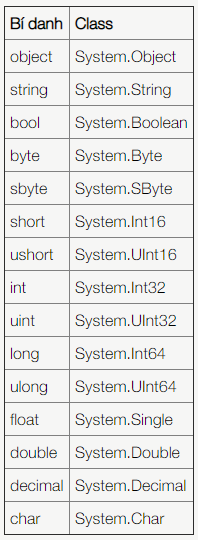 Bí danh Class
object System.Object
string System.String
bool System.Boolean
byte System.Byte
sbyte System.SByte
short System.Int16
ushort System.UInt16
int System.Int32
uint System.UInt32
long System.Int64
ulong System.UInt64
float System.Single
double System.Double
decimal System.Decimal
char System.Char